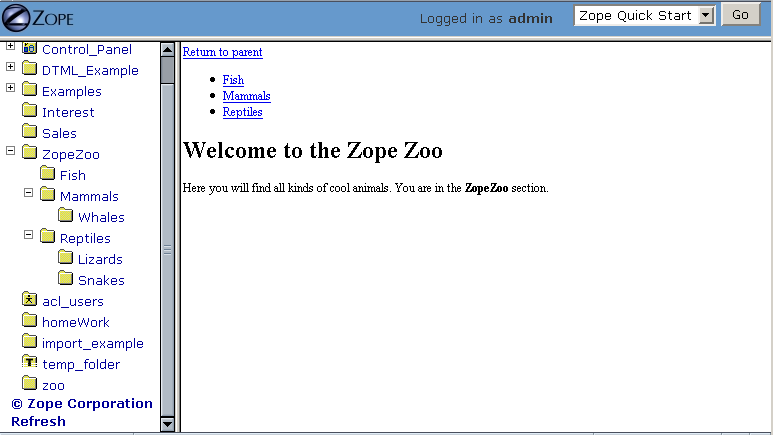 ZOPE
Logged in as admin
Zope Quick Start
Go
Control_Panel
DTML_Example
Examples
Interest
Sales
ZopeZoo
Fish
Mammals
Whales
Reptiles
Lizards
Snakes
acl_users
homeWork
import_example
temp_folder
zoo
© Zope Corporation
Refresh
Return to parent
Fish
Mammals
Reptiles
Welcome to the Zope Zoo
Here you will find all kinds of cool animals. You are in the ZopeZoo section.